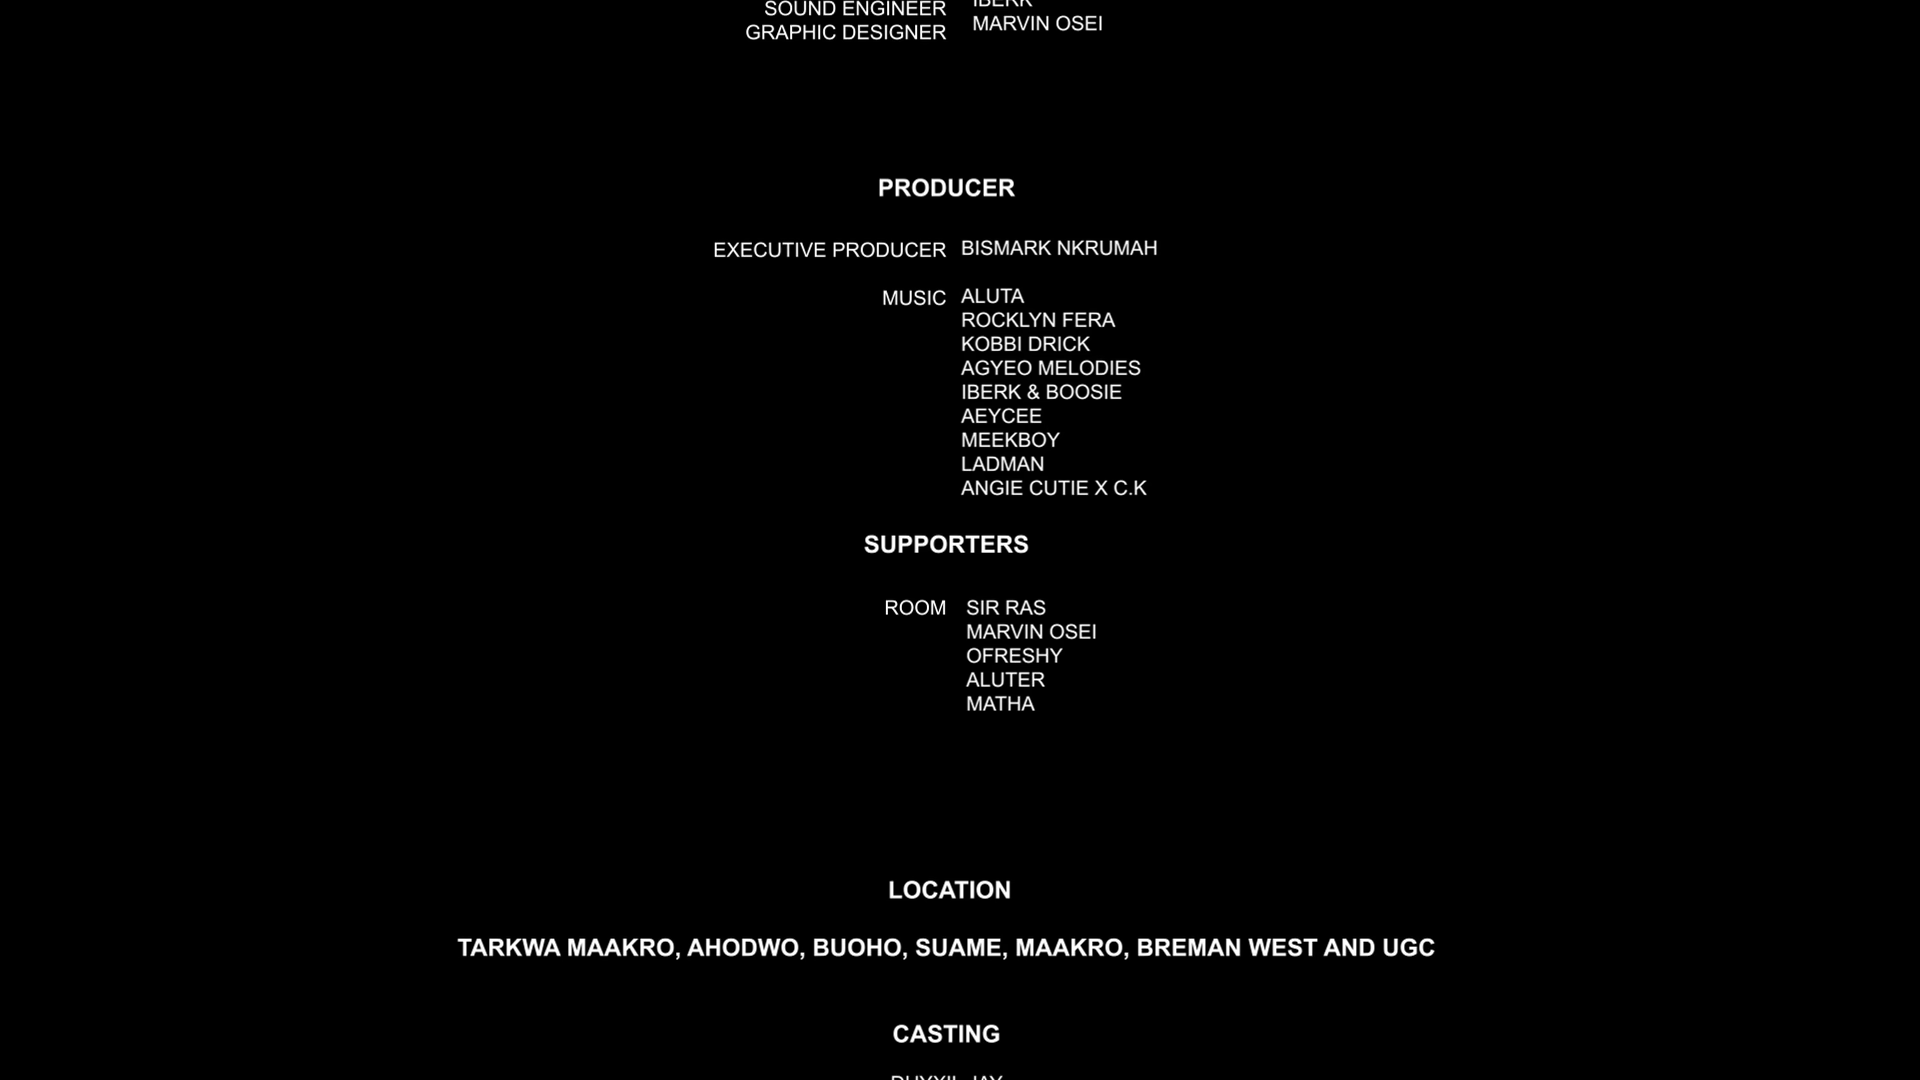 SOUND ENGINEER IBERK
GRAPHIC DESIGNER MARVIN OSEI
PRODUCER
EXECUTIVE PRODUCER BISMARK NKRUMAH
MUSIC ALUTA
ROCKLYN FERA
KOBBI DRICK
AGYEO MELODIES
IBERK & BOOSIE
AEYCEE
MEEKBOY
LADMAN
ANGIE CUTIE X C.K
SUPPORTERS
ROOM SIR RAS
MARVIN OSEI
OFRESHY
ALUTER
MATHA
LOCATION
TARKWA MAAKRO, AHODWO, BUOHO, SUAME, MAAKRO, BREMAN WEST AND UGC
CASTING